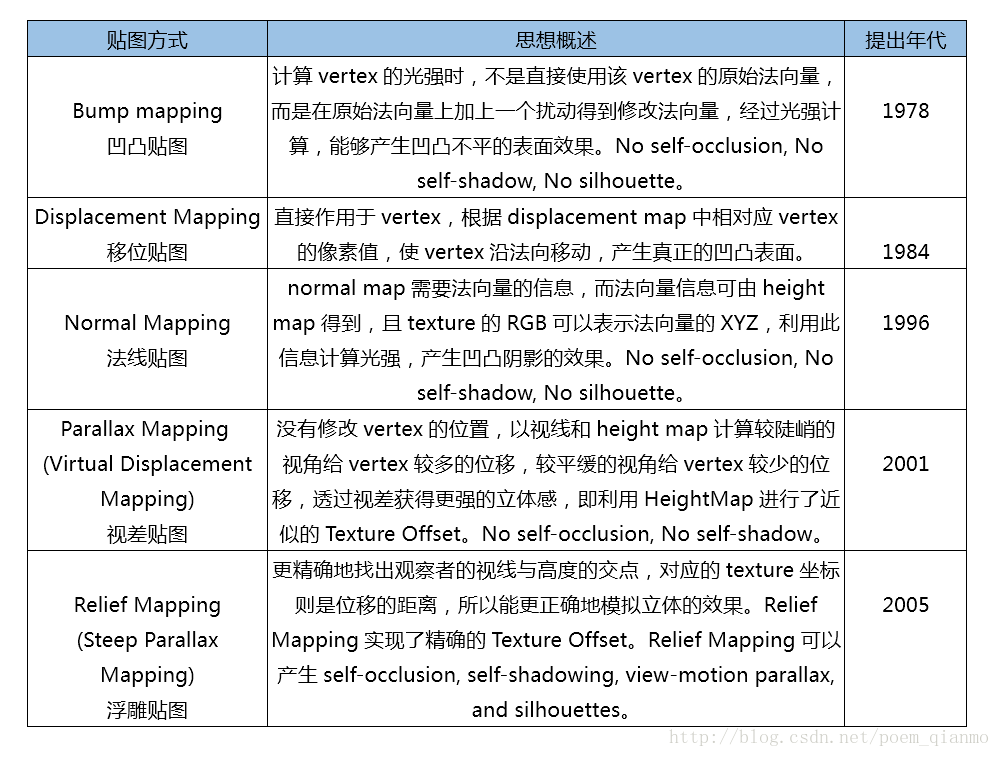 贴图方式 思想概述 提出年代
Bump mapping
凹凸贴图
计算 vertex 的光强时，不是直接使用该 vertex 的原始法向量，
而是在原始法向量上加上一个扰动得到修改法向量，经过光强计
算，能够产生凹凸不平的表面效果。No self-occlusion, No
self-shadow, No silhouette。
1978
Displacement Mapping
移位贴图
直接作用于 vertex，根据 displacement map 中相对应 vertex
的像素值，使 vertex 沿法向移动，产生真正的凹凸表面。
1984
Normal Mapping
法线贴图
normal map 需要法向量的信息，而法向量信息可由 height
map 得到，且 texture 的 RGB 可以表示法向量的 XYZ，利用此
信息计算光强，产生凹凸阴影的效果。No self-occlusion, No
self-shadow, No silhouette。
1996
Parallax Mapping
(Virtual Displacement
Mapping)
视差贴图
没有修改 vertex 的位置，以视线和 height map 计算较陡峭的
视角给 vertex 较多的位移，较平缓的视角给 vertex 较少的位
移，透过视差获得更强的立体感，即利用 HeightMap 进行了近
似的 Texture Offset。No self-occlusion, No self-shadow。
2001
Relief Mapping
(Steep Parallax
Mapping)
浮雕贴图
更精确地找出观察者的视线与高度的交点，对应的 texture 坐标
则是位移的距离，所以能更正确地模拟立体的效果。Relief
Mapping 实现了精确的 Texture Offset。Relief Mapping 可以
产生 self-occlusion, self-shadowing, view-motion parallax,
and silhouettes。
2005
http://blog.csdn.net/poem_qianmo